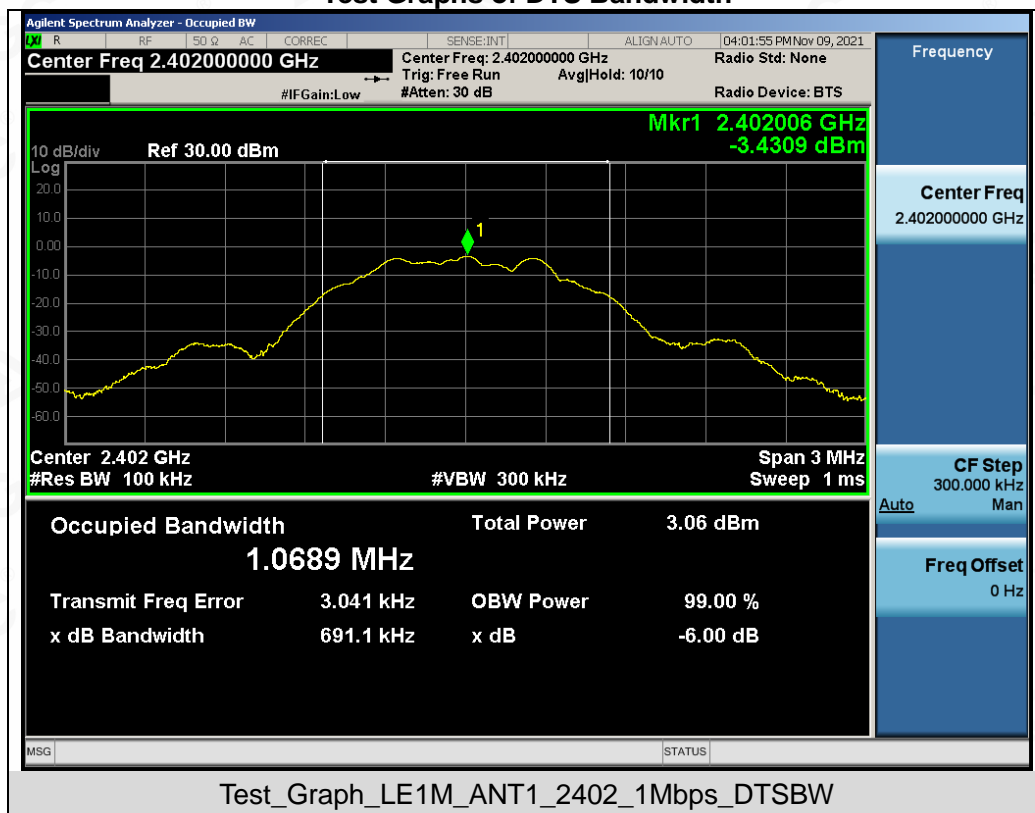 Test Graphs of DTS Bandwidth
Agilent Spectrum Analyzer - Occupied BW
LXI R RF 50 Ω AC CORREC SENSE:INT ALIGN AUTO 04:01:55 PM Nov 09, 2021
Center Freq 2.402000000 GHz
Center Freq: 2.402000000 GHz
Radio Std: None
Trig: Free Run Avg|Hold: 10/10
#IFGain:Low #Atten: 30 dB Radio Device: BTS
Frequency
Mkr1 2.402006 GHz
-3.4309 dBm
10 dB/div Ref 30.00 dBm
Log
20.0
10.0
0.00
-10.0
-20.0
-30.0
-40.0
-50.0
-60.0
1
Center 2.402 GHz Span 3 MHz
#Res BW 100 kHz #VBW 300 kHz Sweep 1 ms
Center Freq
2.402000000 GHz
CF Step
300.000 kHz
Auto Man
Freq Offset
0 Hz
Occupied Bandwidth Total Power 3.06 dBm
1.0689 MHz
Transmit Freq Error 3.041 kHz OBW Power 99.00 %
x dB Bandwidth 691.1 kHz x dB -6.00 dB
MSG STATUS
Test_Graph_LE1M_ANT1_2402_1Mbps_DTSBW